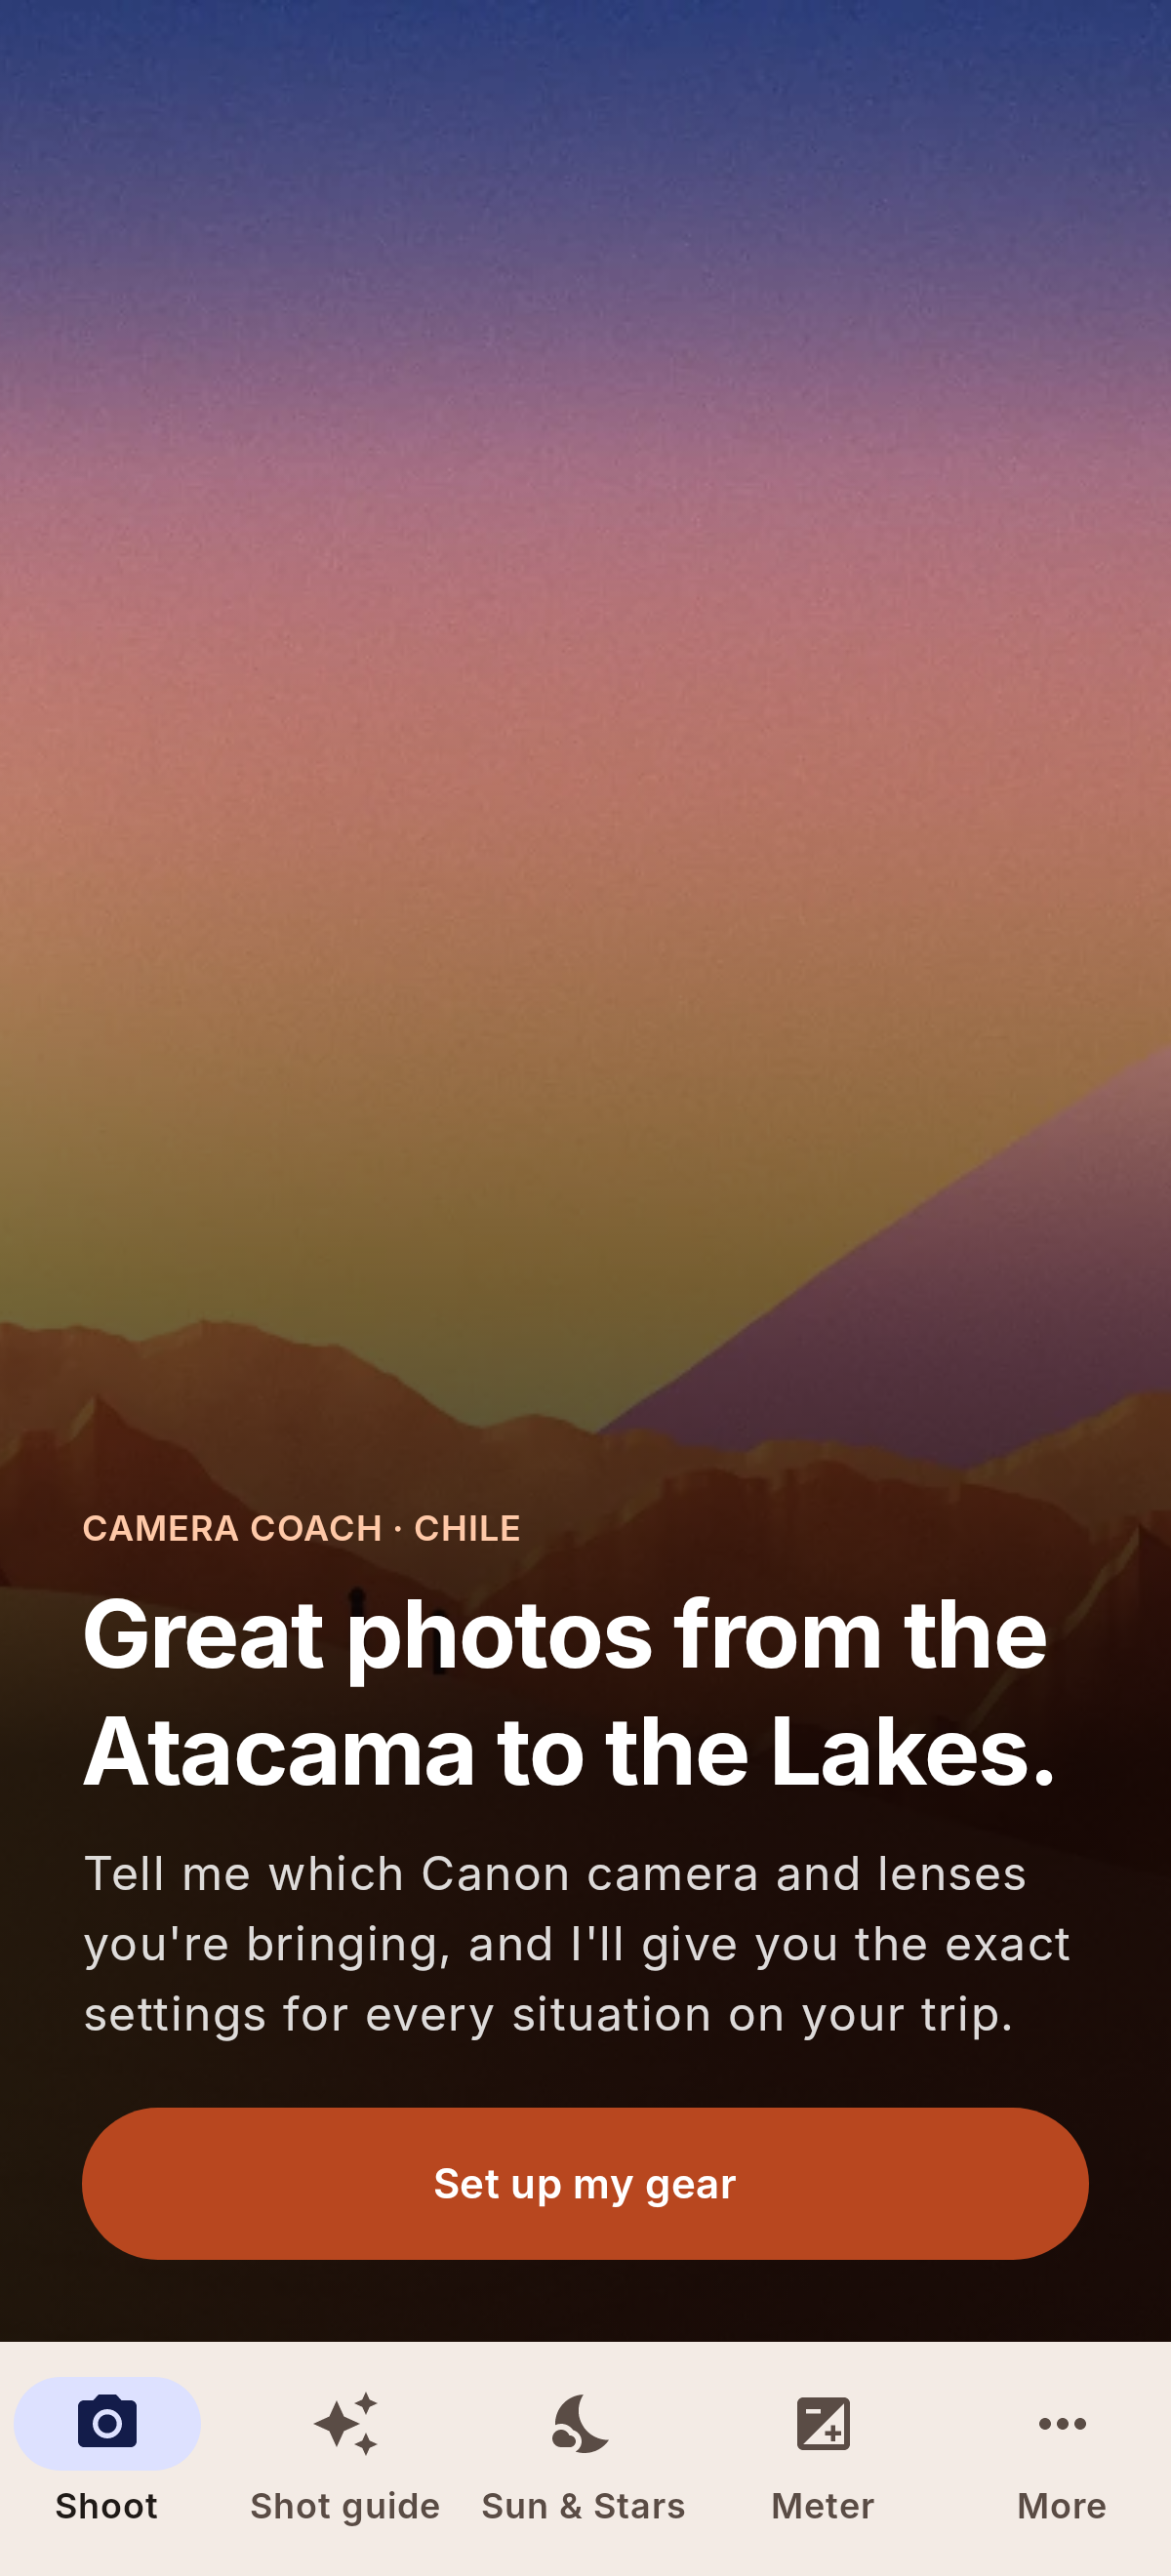 CAMERA COACH · CHILE
Great photos from the
Atacama to the Lakes.
Tell me which Canon camera and lenses
you're bringing, and I'll give you the exact
settings for every situation on your trip.
Set up my gear
Shoot
Shot guide
Sun & Stars
Meter
More